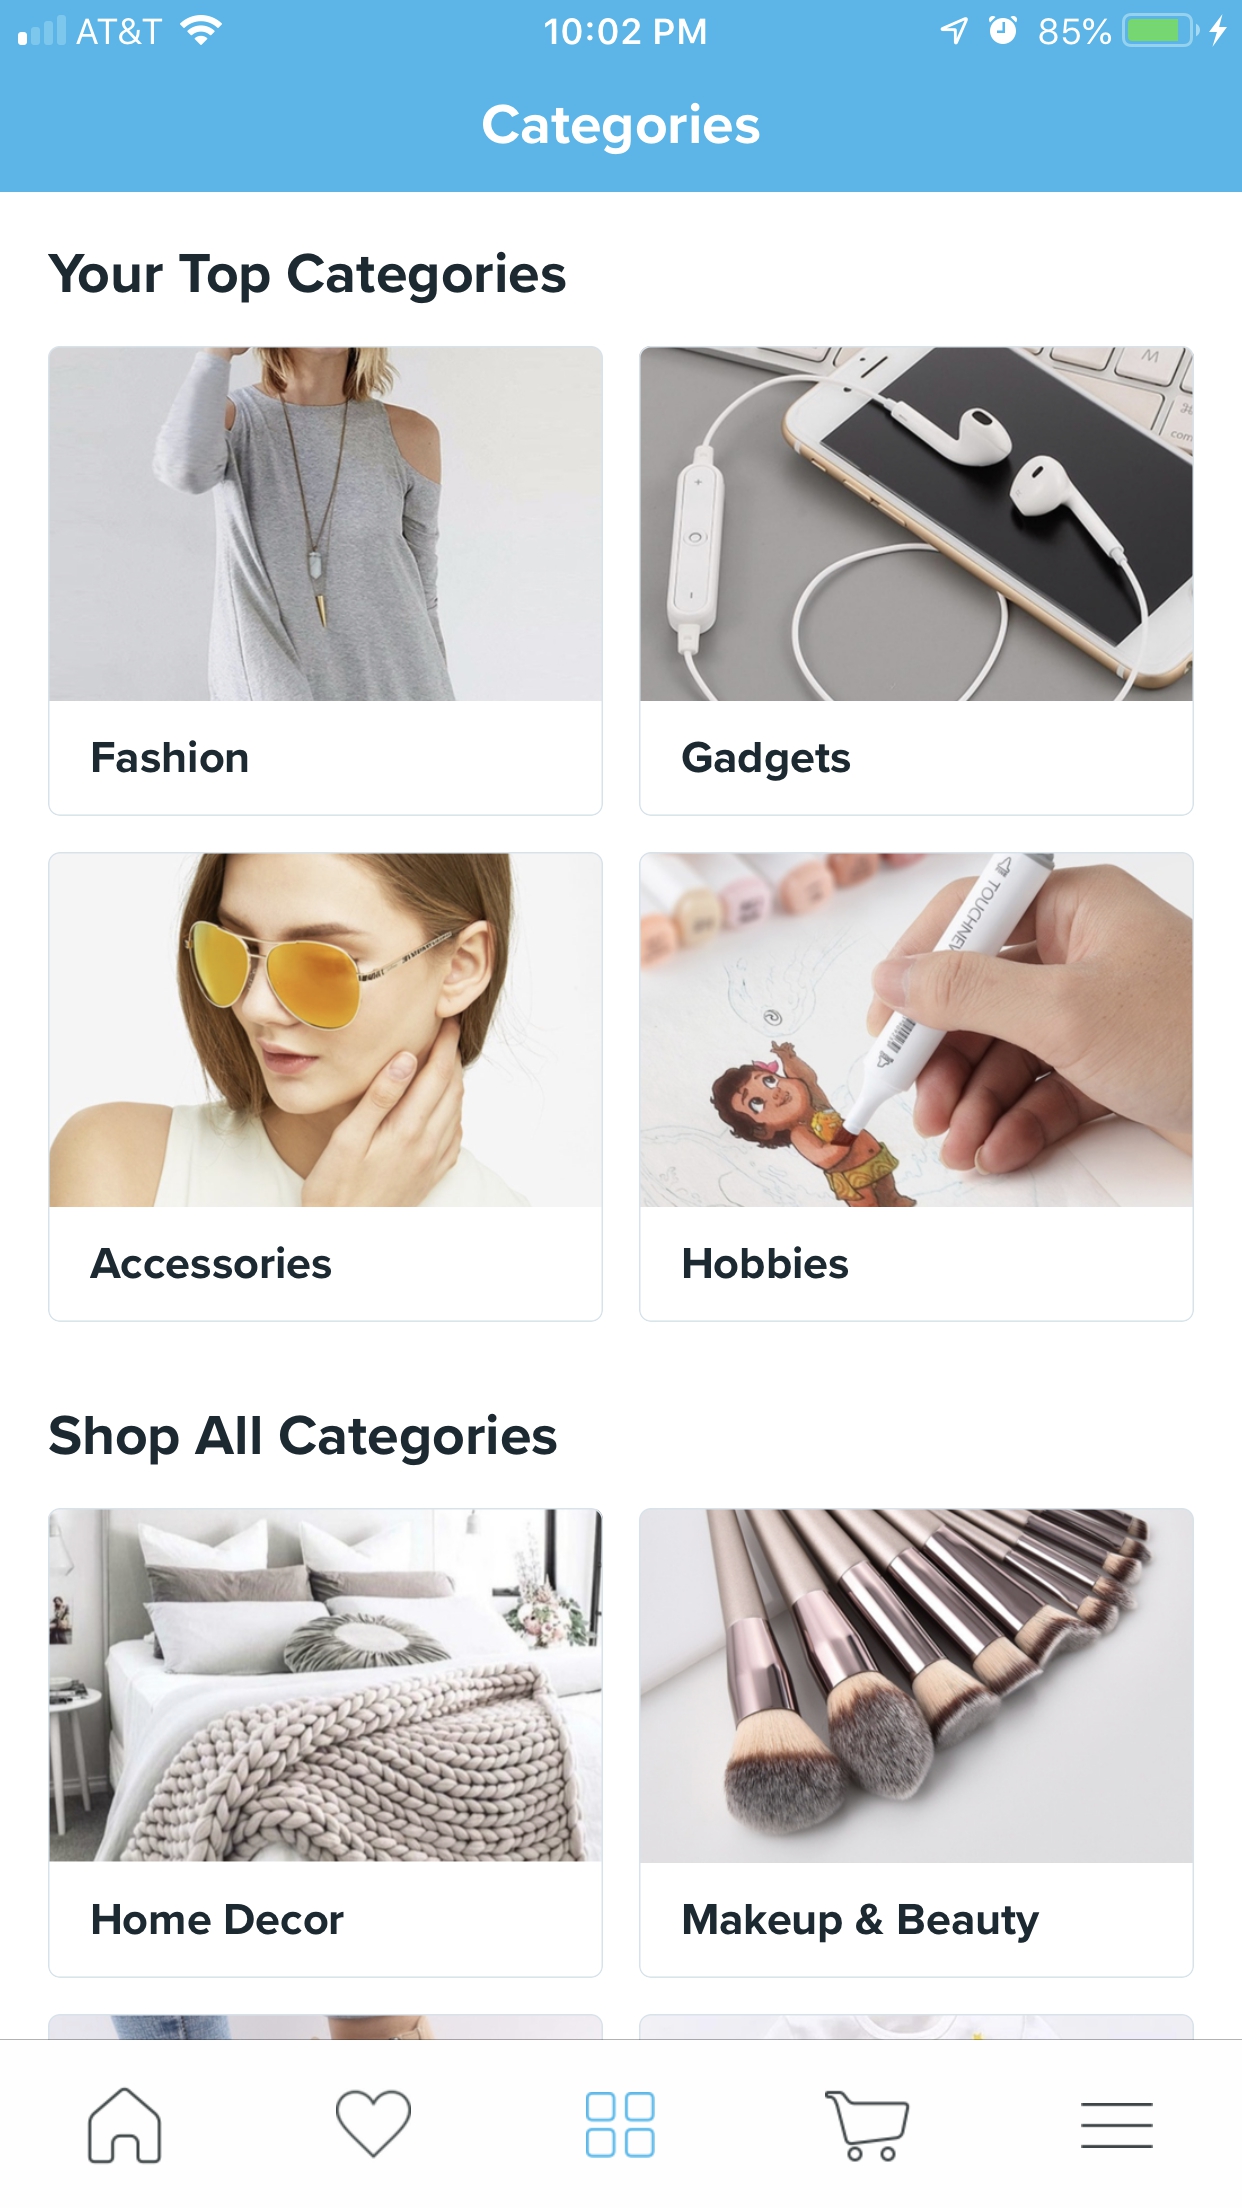 AT&T
10:02 PM
85%
Categories
Your Top Categories
M
com
Fashion
Gadgets
TOUCHNEW
Accessories
Hobbies
Shop All Categories
Home Decor
Makeup & Beauty